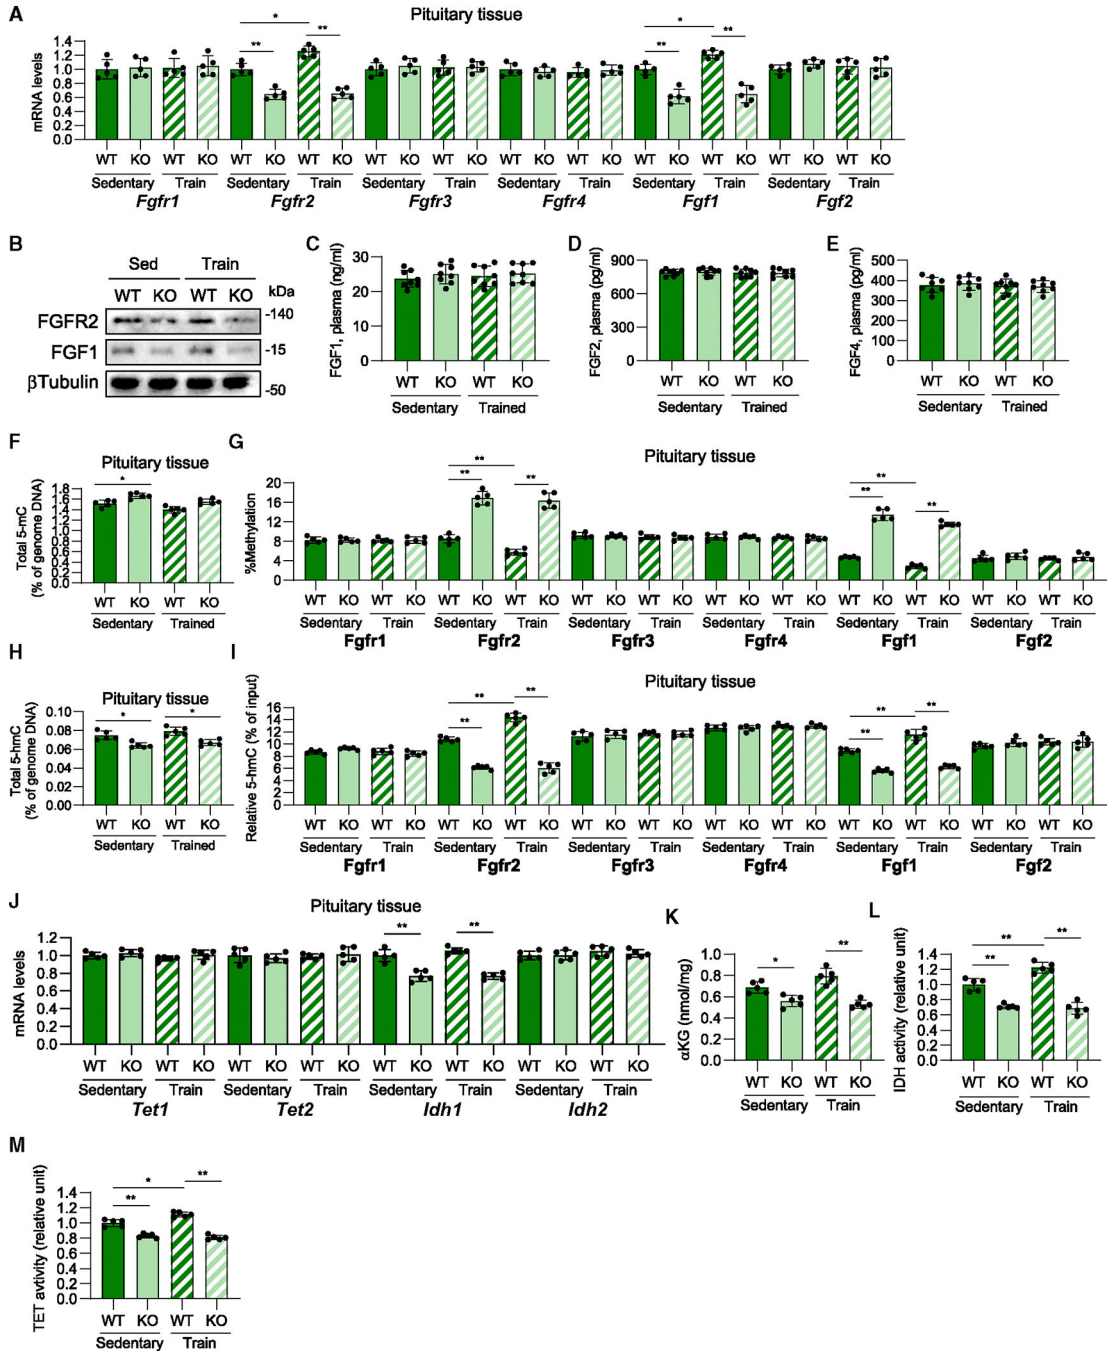 A
Pituitary tissue
* ** * **
** **
mRNA levels
1.4
1.2
1.0
0.8
0.6
0.4
0.2
0.0
WT KO WT KO WT KO WT KO WT KO WT KO WT KO WT KO WT KO WT KO WT KO WT KO
Sedentary Train Sedentary Train Sedentary Train Sedentary Train Sedentary Train Sedentary Train
Fgfr1 Fgfr2 Fgfr3 Fgfr4 Fgf1 Fgf2
B
Sed Train
WT KO WT KO kDa
FGFR2 -140
FGF1 -15
βTubulin -50
C
FGF1, plasma (ng/ml)
30
20
10
0
WT KO WT KO
Sedentary Trained
D
FGF2, plasma (pg/ml)
900
600
300
0
WT KO WT KO
Sedentary Trained
E
FGF4, plasma (pg/ml)
500
400
300
200
100
0
WT KO WT KO
Sedentary Trained
F
Pituitary tissue
*
Total 5-mC
(% of genome DNA)
1.8
1.6
1.4
1.2
1.0
0.8
0.6
0.4
0.2
0.0
WT KO WT KO
Sedentary Trained
G
Pituitary tissue
** **
** ** ** **
%Methylation
20
16
12
8
4
0
WT KO WT KO WT KO WT KO WT KO WT KO WT KO WT KO WT KO WT KO WT KO WT KO
Sedentary Train Sedentary Train Sedentary Train Sedentary Train Sedentary Train Sedentary Train
Fgfr1 Fgfr2 Fgfr3 Fgfr4 Fgf1 Fgf2
H
Pituitary tissue
* *
Total 5-hmC
(% of genome DNA)
0.10
0.08
0.06
0.04
0.02
0.00
WT KO WT KO
Sedentary Trained
I
Pituitary tissue
** ** ** **
** **
Relative 5-hmC (% of input)
16
14
12
10
8
6
4
2
0
WT KO WT KO WT KO WT KO WT KO WT KO WT KO WT KO WT KO WT KO WT KO WT KO
Sedentary Train Sedentary Train Sedentary Train Sedentary Train Sedentary Train Sedentary Train
Fgfr1 Fgfr2 Fgfr3 Fgfr4 Fgf1 Fgf2
J
Pituitary tissue
** **
mRNA levels
1.2
1.0
0.8
0.6
0.4
0.2
0.0
WT KO WT KO WT KO WT KO WT KO WT KO WT KO WT KO
Sedentary Train Sedentary Train Sedentary Train Sedentary Train
Tet1 Tet2 Idh1 Idh2
K
* **
αKG (nmol/mg)
1.0
0.8
0.6
0.4
0.2
0.0
WT KO WT KO
Sedentary Train
L
** **
**
IDH activity (relative unit)
1.4
1.2
1.0
0.8
0.6
0.4
0.2
0.0
WT KO WT KO
Sedentary Train
M
* **
**
TET avtivity (relative unit)
1.4
1.2
1.0
0.8
0.6
0.4
0.2
0.0
WT KO WT KO
Sedentary Train